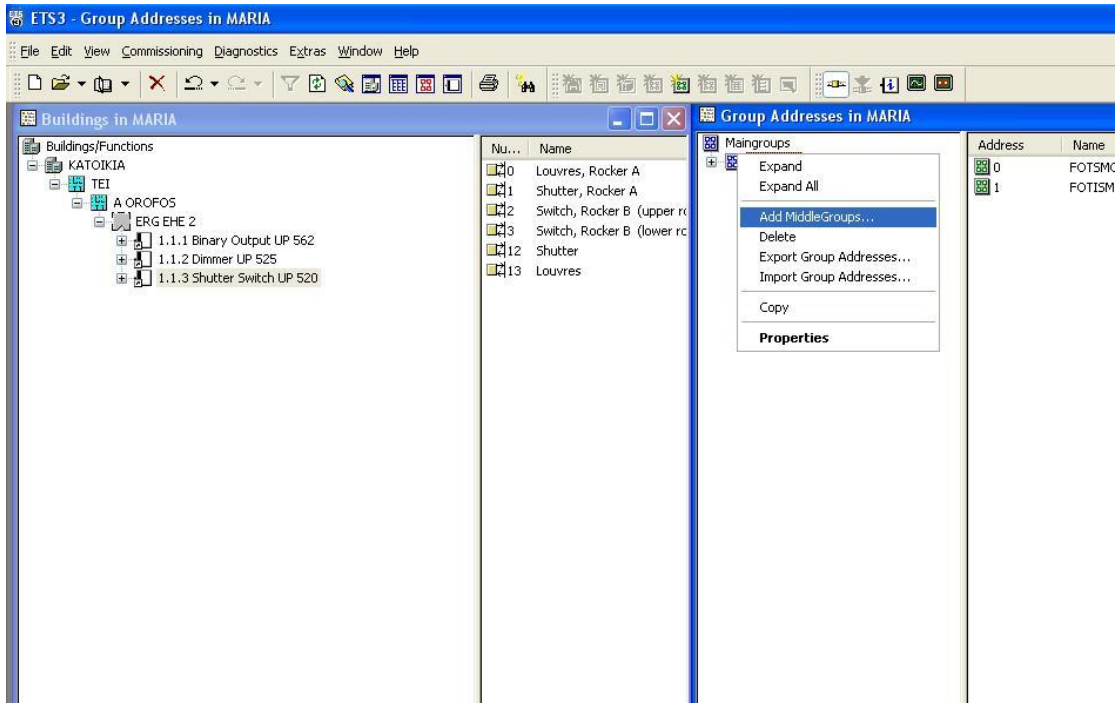 ETS3 - Group Addresses in MARIA
File Edit View Commissioning Diagnostics Extras Window Help
Buildings in MARIA
Buildings/Functions
KATOIKIA
TEI
A OROFOS
ERG EHE 2
1.1.1 Binary Output UP 562
1.1.2 Dimmer UP 525
1.1.3 Shutter Switch UP 520
Nu... Name
0 Louvres, Rocker A
1 Shutter, Rocker A
2 Switch, Rocker B (upper
3 Switch, Rocker B (lower
12 Shutter
13 Louvres
Group Addresses in MARIA
Maingroups
Expand
Expand All
Add MiddleGroups...
Delete
Export Group Addresses...
Import Group Addresses...
Copy
Properties
Address Name
0 FOTSMO
1 FOTISM